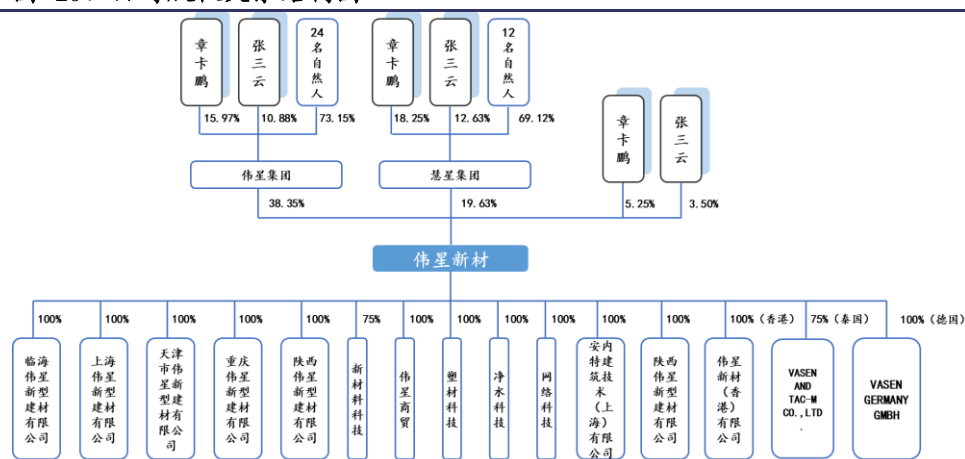 章卡鹏
张三云
24名自然人
章卡鹏
张三云
12名自然人
15.97%
10.88%
73.15%
18.25%
12.63%
69.12%
章卡鹏
张三云
伟星集团
慧星集团
38.35%
19.63%
5.25%
3.50%
伟星新材
100%
100%
100%
100%
100%
75%
100%
100%
100%
100%
100%
100%
100%（香港）
75%（泰国）
100%（德国）
临海伟星新型建材有限公司
上海伟星新型建材有限公司
天津市伟星新型建材有限公司
重庆伟星新型建材有限公司
陕西伟星新型建材有限公司
新材料科技
伟星商贸
塑材科技
净水科技
网络科技
安内特建筑技术（上海）有限公司
陕西伟星新型建材有限公司
伟星新材（香港）有限公司
VASEN
AND
TAC-M
CO.,LTD
.
VASEN
GERMANY
GMBH